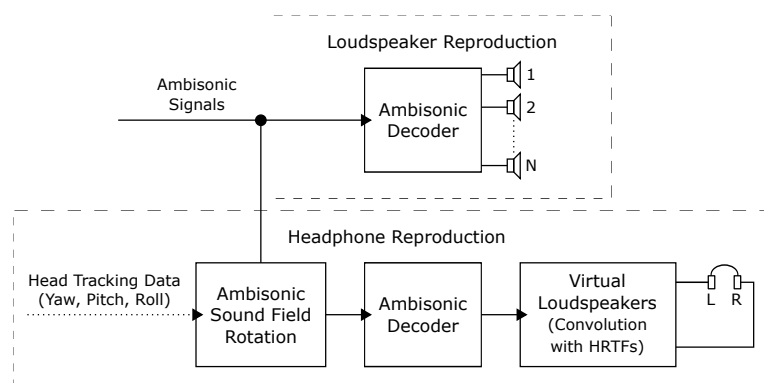 Loudspeaker Reproduction
Ambisonic
Signals
Ambisonic
Decoder
1
2
N
Headphone Reproduction
Head Tracking Data
(Yaw, Pitch, Roll)
Ambisonic
Sound Field
Rotation
Ambisonic
Decoder
Virtual
Loudspeakers
(Convolution
with HRTFs)
L R